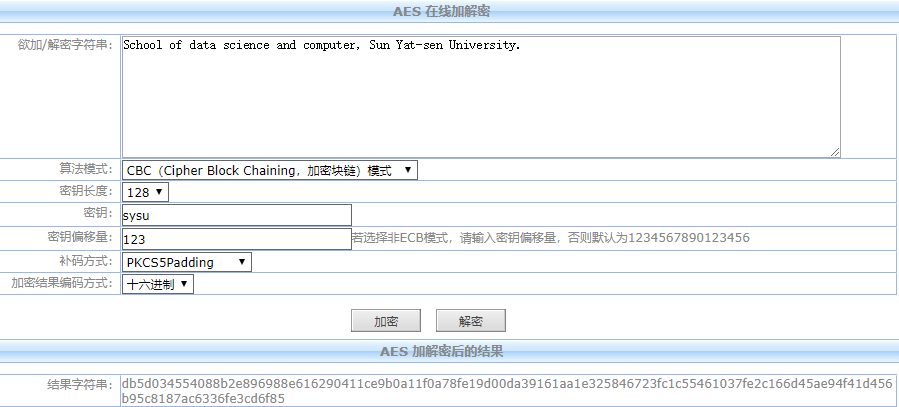 AES 在线加解密
欲加/解密字符串: School of data science and computer, Sun Yat-sen University.
算法模式: CBC (Cipher Block Chaining, 加密块链) 模式
密钥长度: 128
密钥: sysu
密钥偏移量: 123 若选择非ECB模式，请输入密钥偏移量，否则默认为1234567890123456
补码方式: PKCS5Padding
加密结果编码方式: 十六进制
加密 解密
AES 加解密后的结果
结果字符串: db5d034554088b2e896988e616290411ce9b0a11f0a78fe19d00da39161aa1e325846723fc1c55461037fe2c166d45ae94f41d456
b95c8187ac6336fe3cd6f85